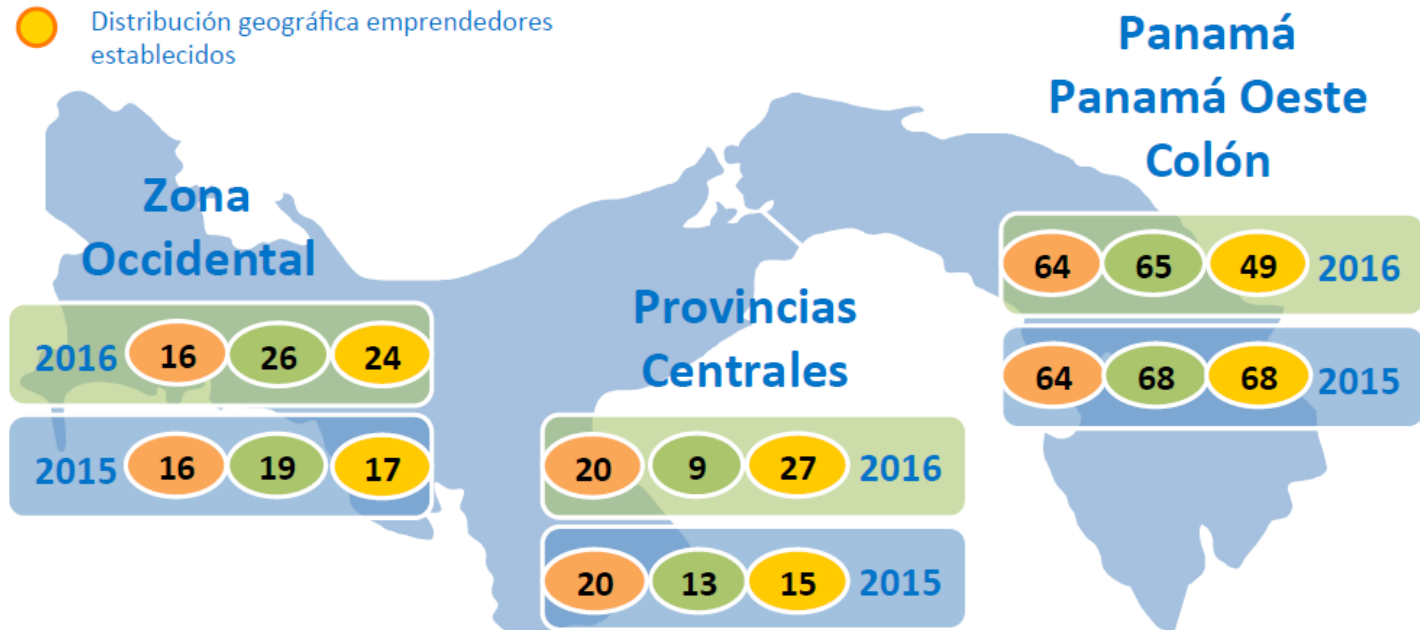 Distribución geográfica emprendedores
establecidos
Panamá
Panamá Oeste
Colón
64 65 49 2016
64 68 68 2015
Zona
Occidental
2016 16 26 24
2015 16 19 17
Provincias
Centrales
20 9 27 2016
20 13 15 2015